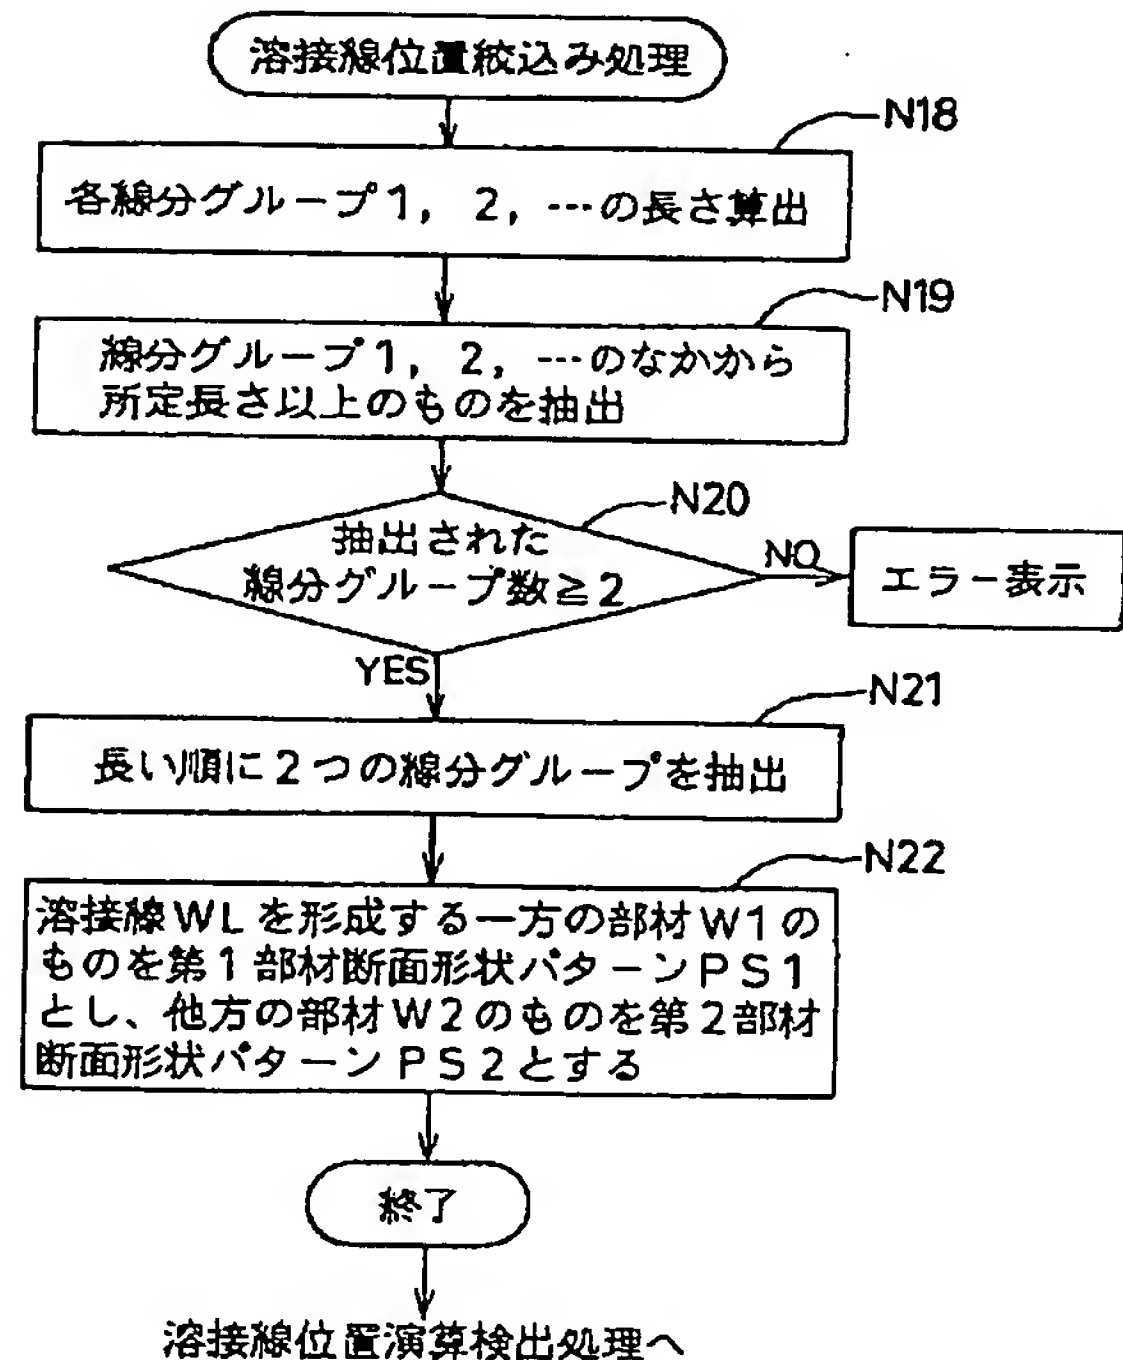 溶接線位置絞込み処理
N18
各線分グループ1, 2, …の長さ算出
N19
線分グループ1, 2, …のなかから
所定長さ以上のものを抽出
N20
抽出された
線分グループ数≧2
NO
エラー表示
YES
N21
長い順に2つの線分グループを抽出
N22
溶接線WLを形成する一方の部材W1の
ものを第1部材断面形状パターンPS1
とし、他方の部材W2のものを第2部材
断面形状パターンPS2とする
終了
溶接線位置演算検出処理へ